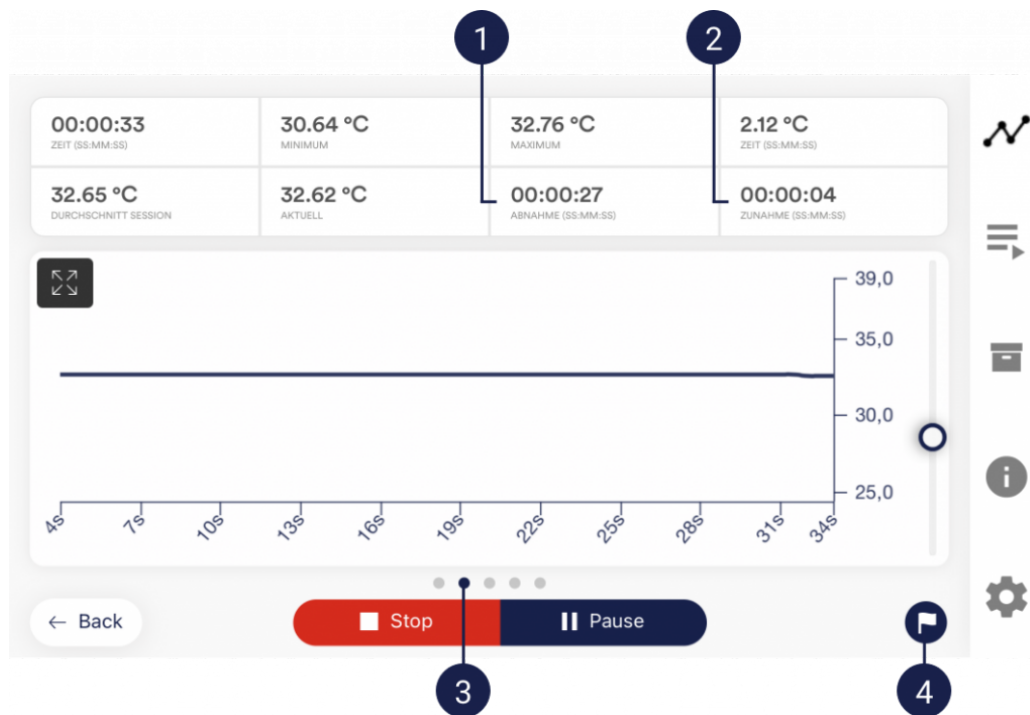 1 2
00:00:33 30.64 °C 32.76 °C 2.12 °C
ZEIT (SS:MM:SS) MINIMUM MAXIMUM ZEIT (SS:MM:SS)
32.65 °C 32.62 °C 00:00:27 00:00:04
DURCHSCHNITT SESSION AKTUELL ABNAHME (SS:MM:SS) ZUNAHME (SS:MM:SS)
39,0
35,0
30,0
25,0
4S 7S 10S 13S 16S 19S 22S 25S 28S 31S 34S
← Back Stop Pause
3 4